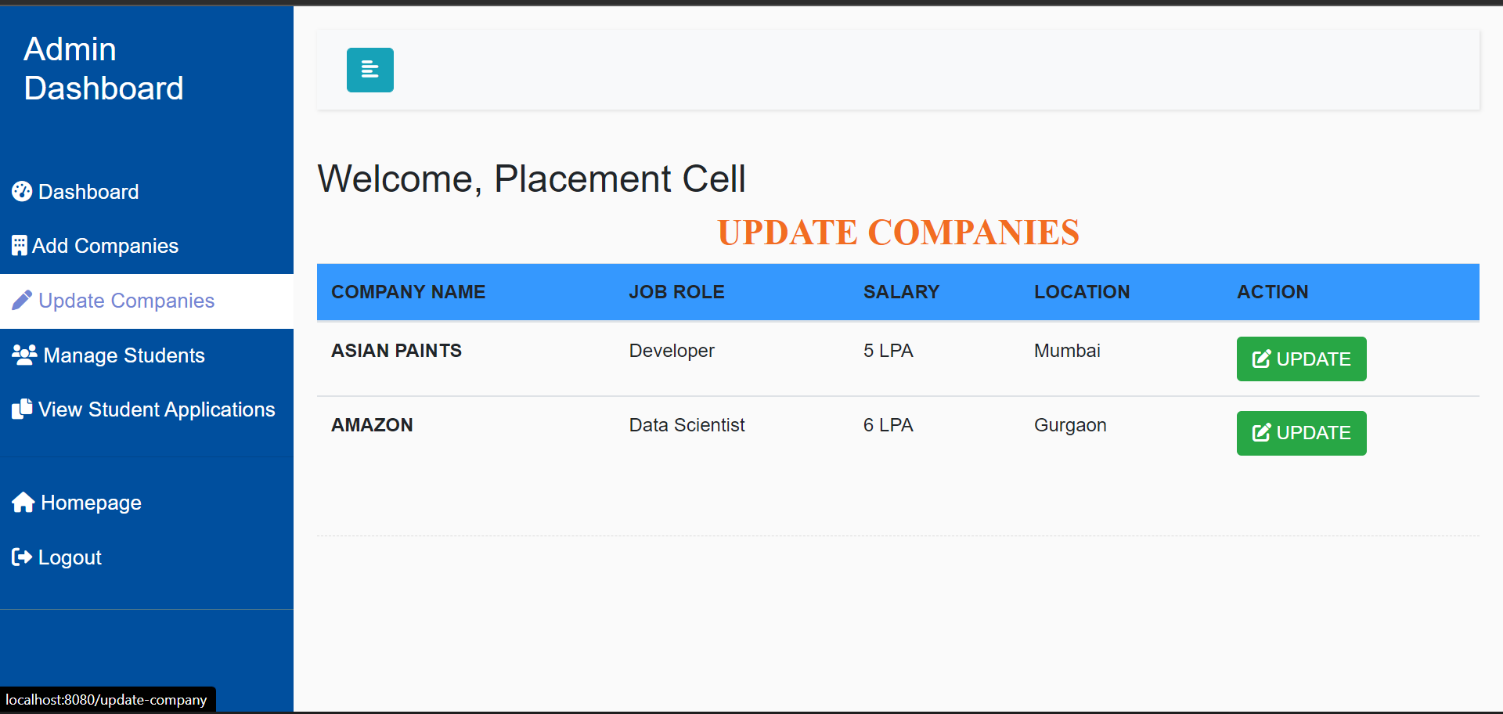 Admin
Dashboard
Dashboard
Add Companies
Update Companies
Manage Students
View Student Applications
Homepage
Logout
localhost:8080/update-company
Welcome, Placement Cell
UPDATE COMPANIES
COMPANY NAME JOB ROLE SALARY LOCATION ACTION
ASIAN PAINTS Developer 5 LPA Mumbai UPDATE
AMAZON Data Scientist 6 LPA Gurgaon UPDATE